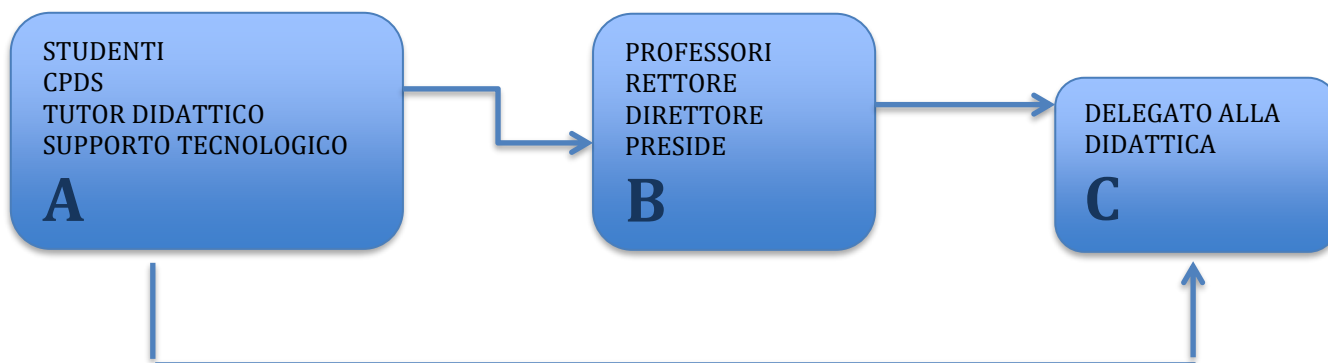 STUDENTI
CPDS
TUTOR DIDATTICO
SUPPORTO TECNOLOGICO
A
PROFESSORI
RETTORE
DIRETTORE
PRESIDE
B
DELEGATO ALLA
DIDATTICA
C